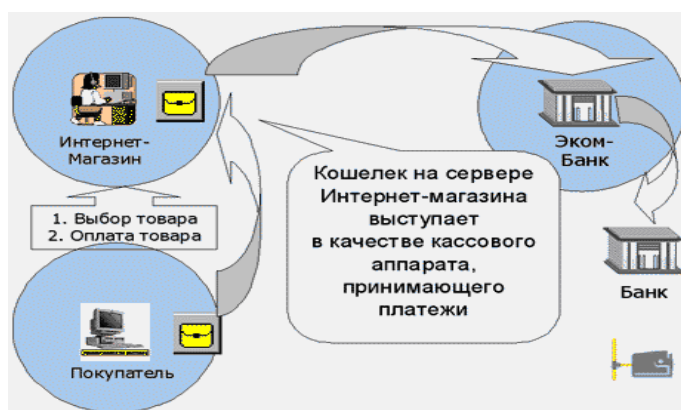 Интернет-
Магазин
Эком-
Банк
Кошелек на сервере
Интернет-магазина
выступает
в качестве кассового
аппарата,
принимающего
платежи
1. Выбор товара
2. Оплата товара
Банк
Покупатель